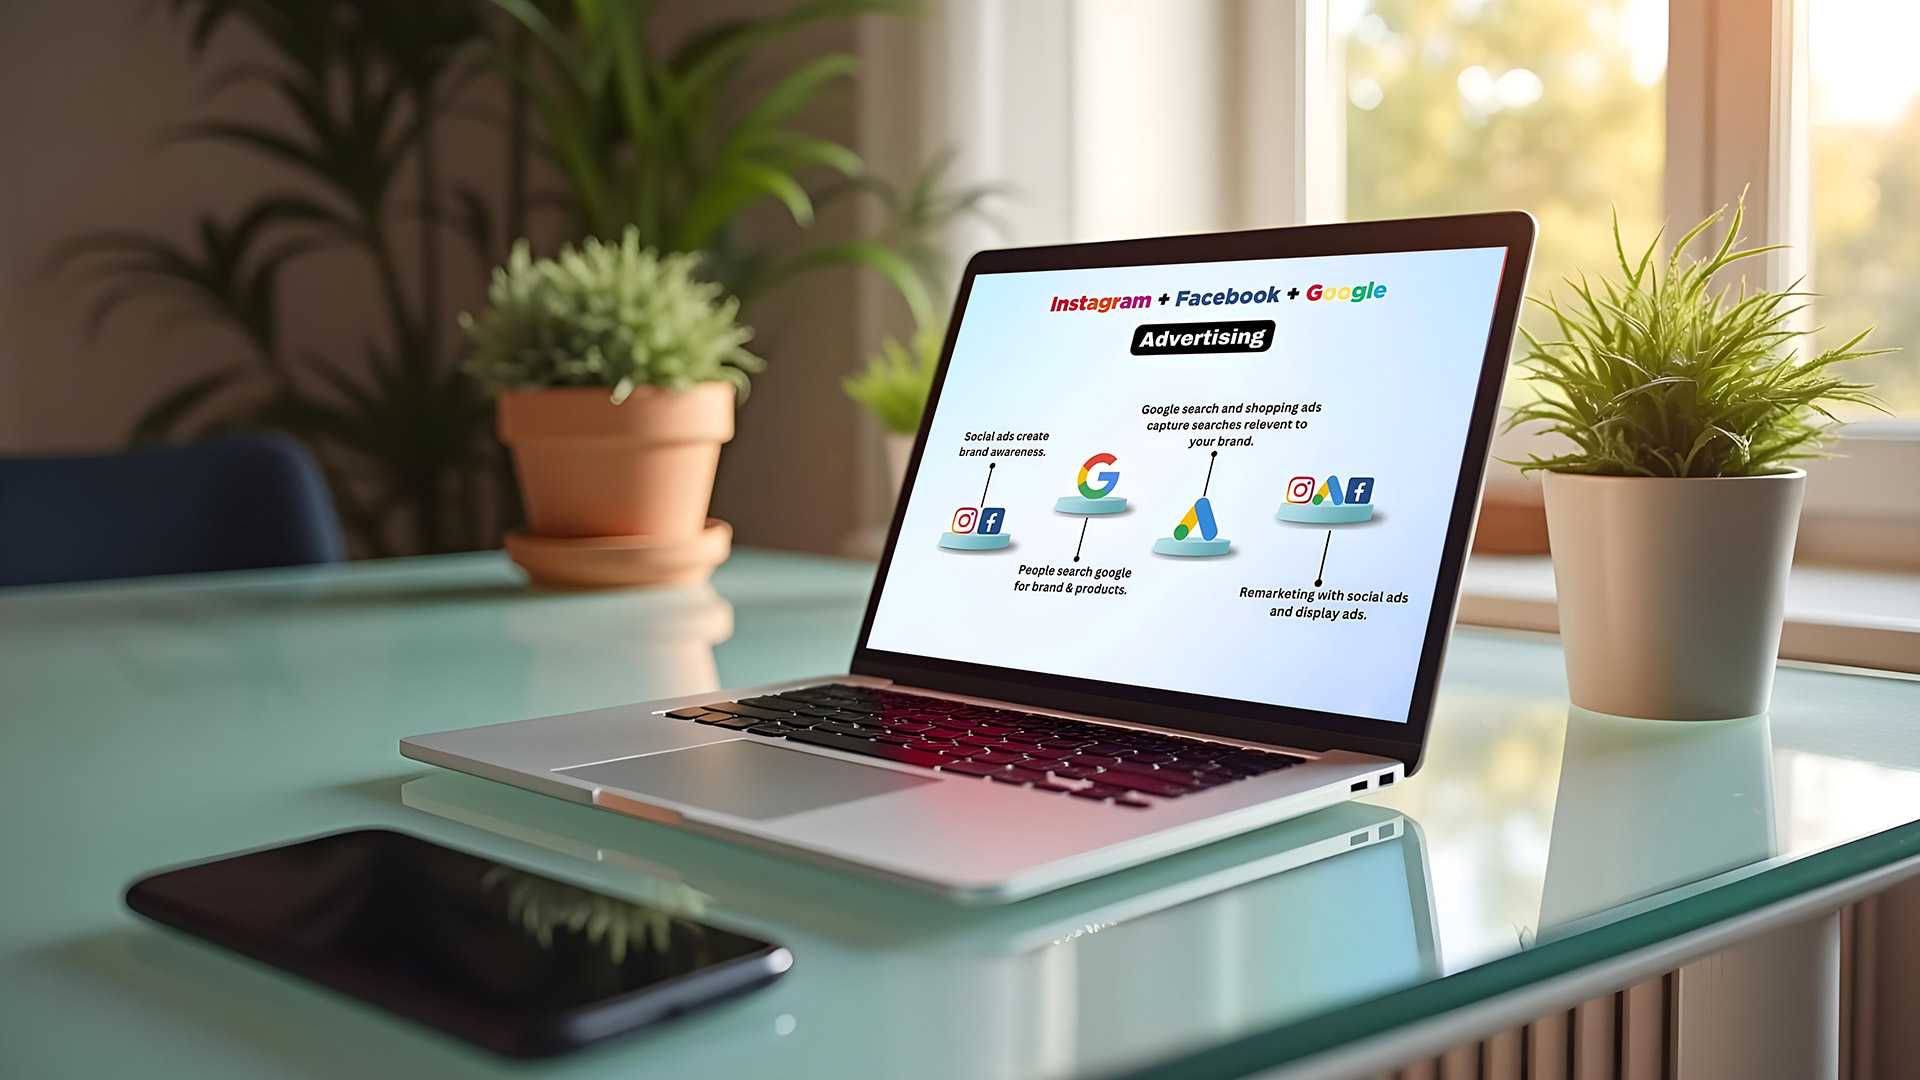 Instagram + Facebook + Google
Advertising
Social ads create
brand awareness.
People search google
for brand & products.
Google search and shopping ads
capture searches relevent to
your brand.
Remarketing with social ads
and display ads.